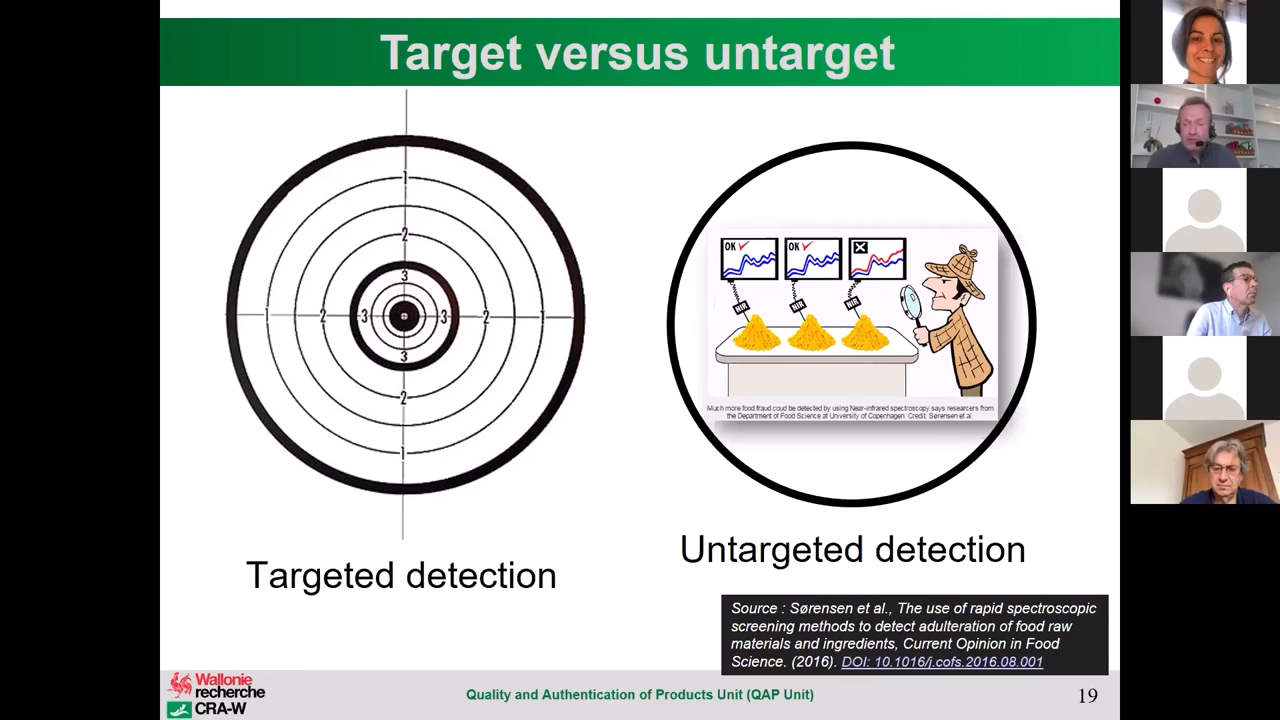 Target versus untarget
1
2
3
1
2
3
3
2
1
3
2
1
Targeted detection
OK
OK
NIR
NIR
NIR
Much more food fraud coud be detected by using Near-infrared spectroscopy says researcers from
the Department of Food Science at University of Copenhagen. Credit: Sørensen et al.
Untargeted detection
Source : Sørensen et al., The use of rapid spectroscopic
screening methods to detect adulteration of food raw
materials and ingredients, Current Opinion in Food
Science. (2016). DOI: 10.1016/j.cofs.2016.08.001
Wallonie
recherche
CRA-W
Quality and Authentication of Products Unit (QAP Unit)
19